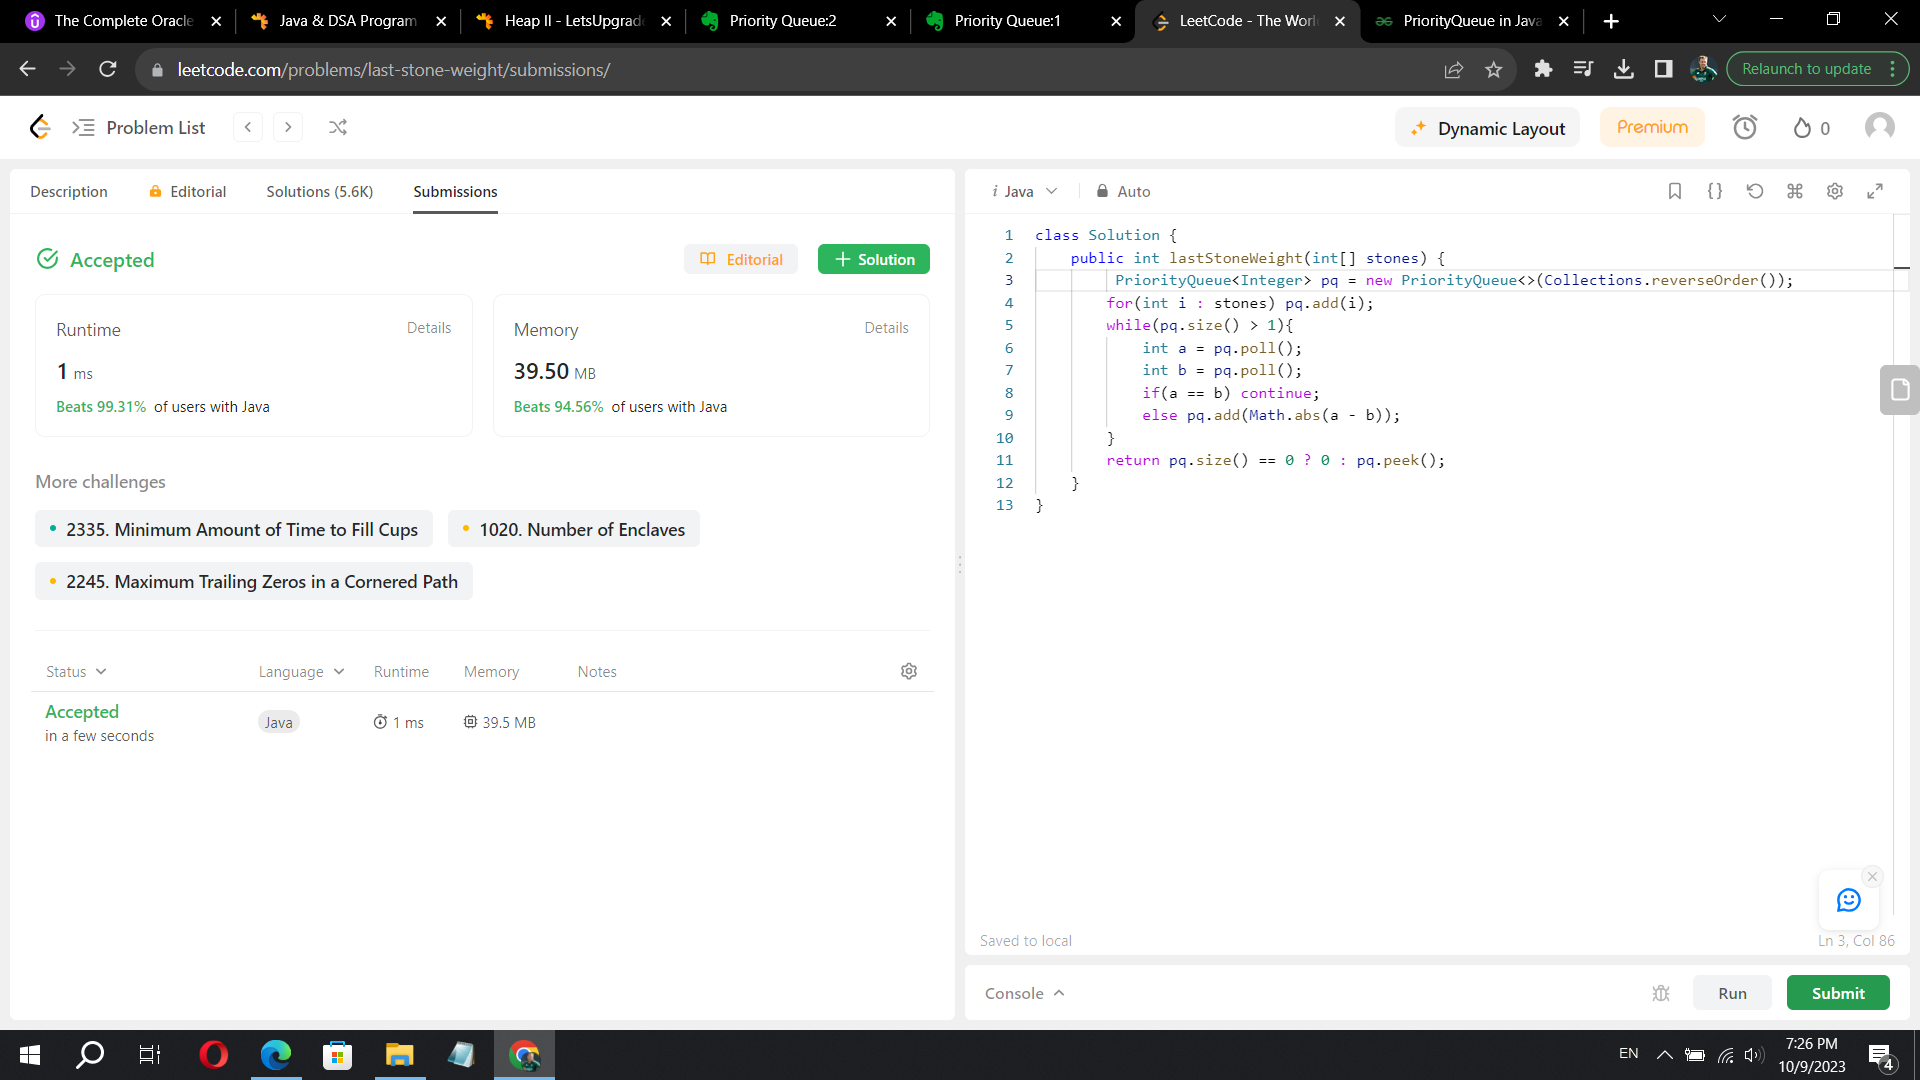 The Complete Oracle
Java & DSA Program
Heap II - LetsUpgrad
Priority Queue:2
Priority Queue:1
LeetCode - The Worl
PriorityQueue in Java
leetcode.com/problems/last-stone-weight/submissions/
Relaunch to update
Problem List
Dynamic Layout
Premium
0
Description
Editorial
Solutions (5.6K)
Submissions
Accepted
Editorial
Solution
Runtime
Details
1 ms
Beats 99.31% of users with Java
Memory
Details
39.50 MB
Beats 94.56% of users with Java
More challenges
2335. Minimum Amount of Time to Fill Cups
1020. Number of Enclaves
2245. Maximum Trailing Zeros in a Cornered Path
Status Language Runtime Memory Notes
Accepted
in a few seconds
Java
1 ms
39.5 MB
i Java
Auto
1 class Solution {
2 public int lastStoneWeight(int[] stones) {
3 PriorityQueue<Integer> pq = new PriorityQueue<>(Collections.reverseOrder());
4 for(int i : stones) pq.add(i);
5 while(pq.size() > 1){
6 int a = pq.poll();
7 int b = pq.poll();
8 if(a == b) continue;
9 else pq.add(Math.abs(a - b));
10 }
11 return pq.size() == 0 ? 0 : pq.peek();
12 }
13 }
Saved to local
Ln 3, Col 86
Console
Run
Submit
EN
7:26 PM
10/9/2023
4